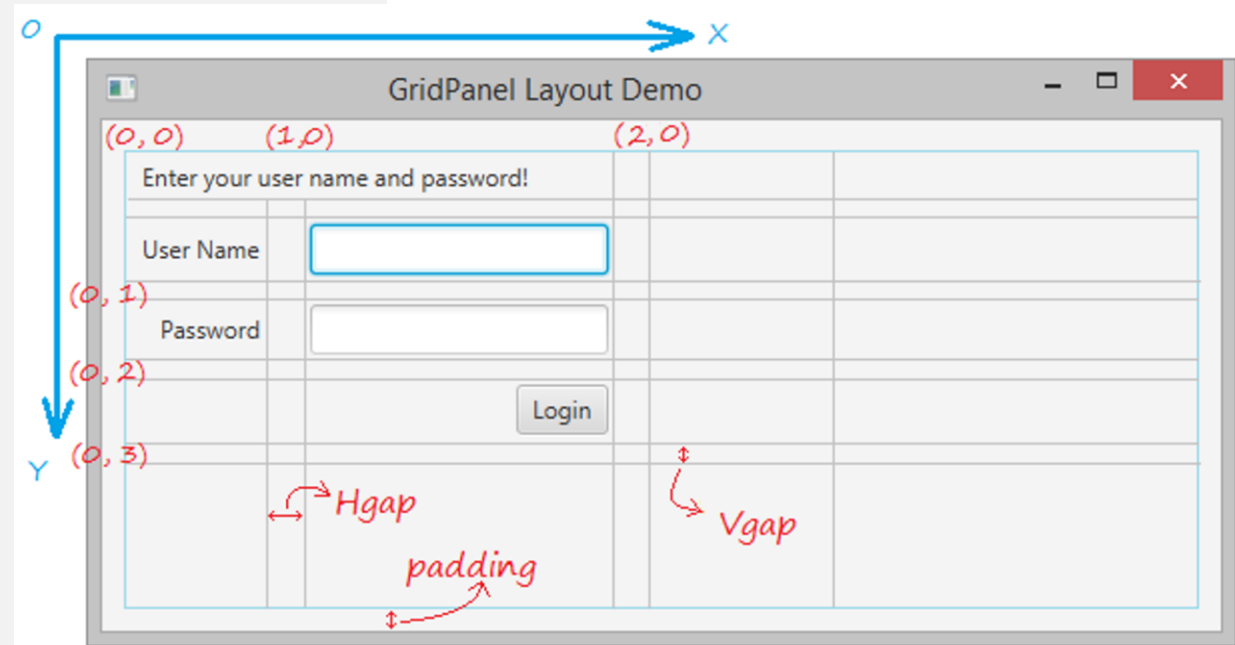 O
X
GridPanel Layout Demo
(0,0) (1,0) (2,0)
Enter your user name and password!
User Name
(0,1)
Password
(0,2)
Login
Y
(0,3)
Hgap
Vgap
padding